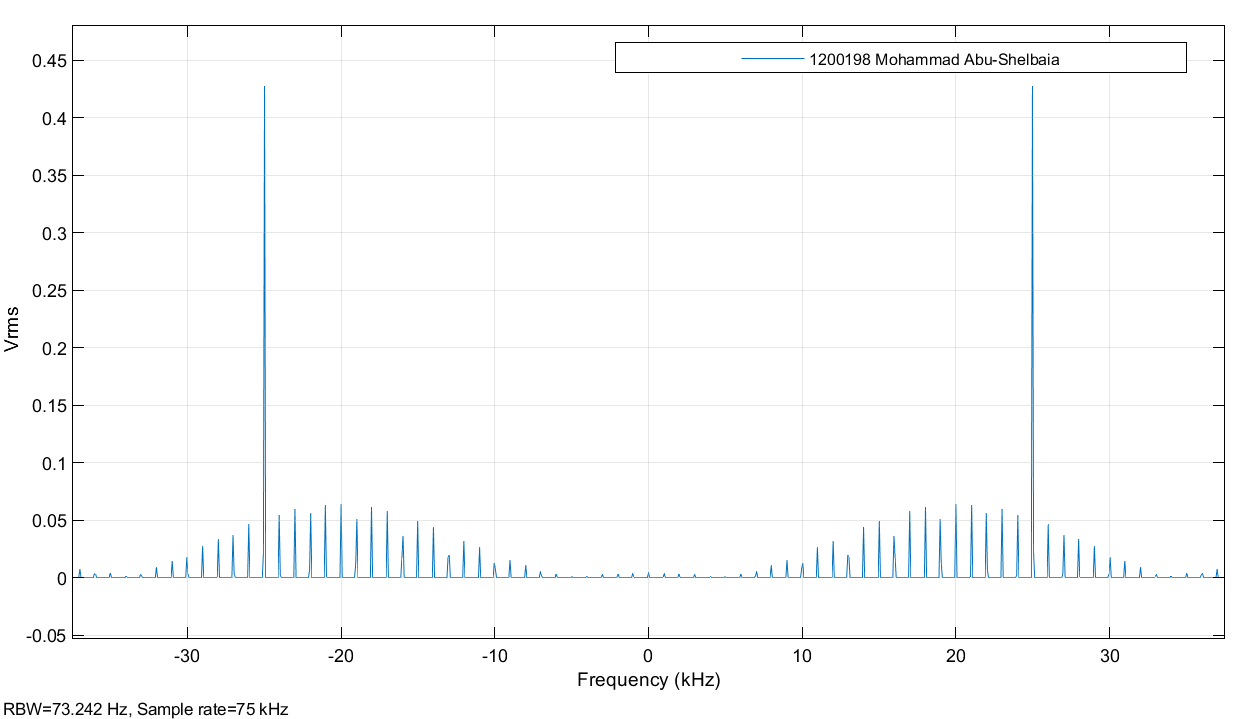 1200198 Mohammad Abu-Shelbaia
0.45
0.4
0.35
0.3
0.25
0.2
0.15
0.1
0.05
0
-0.05
Vrms
-30 -20 -10 0 10 20 30
Frequency (kHz)
RBW=73.242 Hz, Sample rate=75 kHz